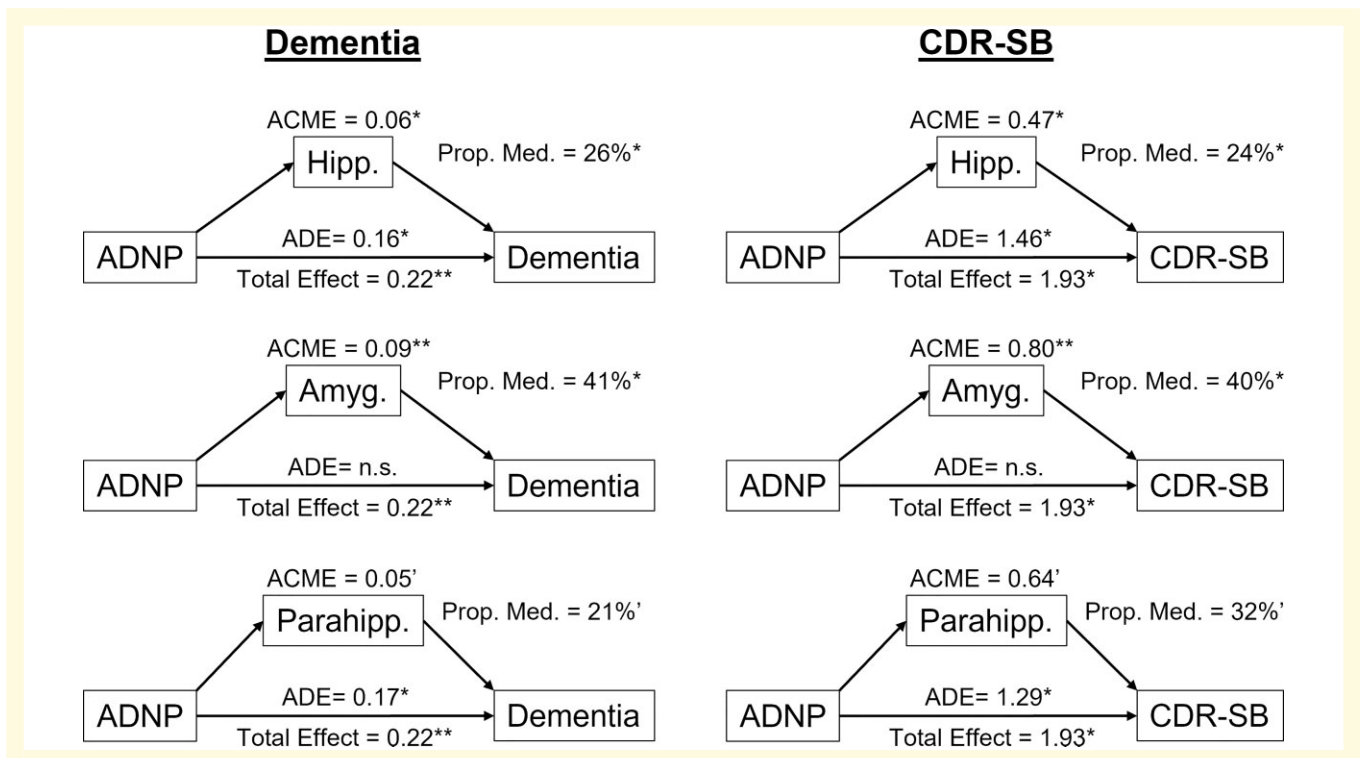 Dementia
ACME = 0.06*
Hipp.
Prop. Med. = 26%*
ADNP
ADE= 0.16*
Total Effect = 0.22**
Dementia
ACME = 0.09**
Amyg.
Prop. Med. = 41%*
ADNP
ADE= n.s.
Total Effect = 0.22**
Dementia
ACME = 0.05’
Parahipp.
Prop. Med. = 21%’
ADNP
ADE= 0.17*
Total Effect = 0.22**
Dementia
CDR-SB
ACME = 0.47*
Hipp.
Prop. Med. = 24%*
ADNP
ADE= 1.46*
Total Effect = 1.93*
CDR-SB
ACME = 0.80**
Amyg.
Prop. Med. = 40%*
ADNP
ADE= n.s.
Total Effect = 1.93*
CDR-SB
ACME = 0.64’
Parahipp.
Prop. Med. = 32%’
ADNP
ADE= 1.29*
Total Effect = 1.93*
CDR-SB